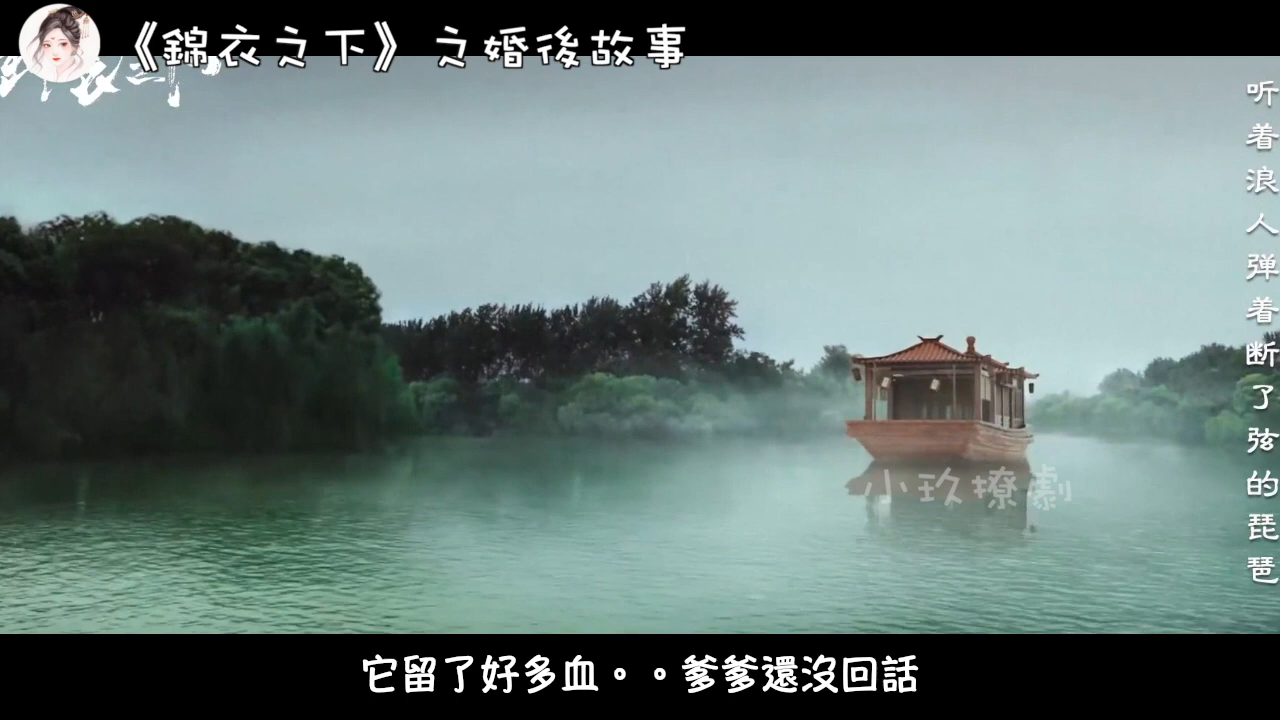 《錦衣之下》之婚後故事
听着浪人弹着断了弦的琵琶
小玖撩劇
它留了好多血。。爹爹還沒回話